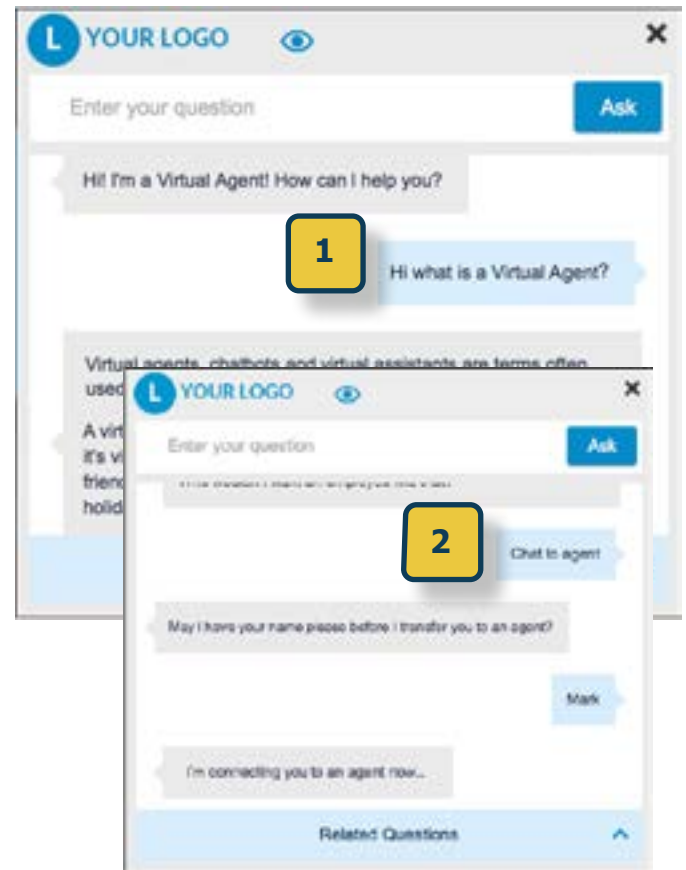 L YOUR LOGO
Enter your question
Ask
Hi! I'm a Virtual Agent! How can I help you?
1
Hi what is a Virtual Agent?
Virtual agents, chatbots and virtual assistants are terms often
used
A virt
it's vi
friend
holid
L YOUR LOGO
Enter your question
Ask
2
Chat to agent
May I have your name please before I transfer you to an agent?
Mark
I'm connecting you to an agent now...
Related Questions